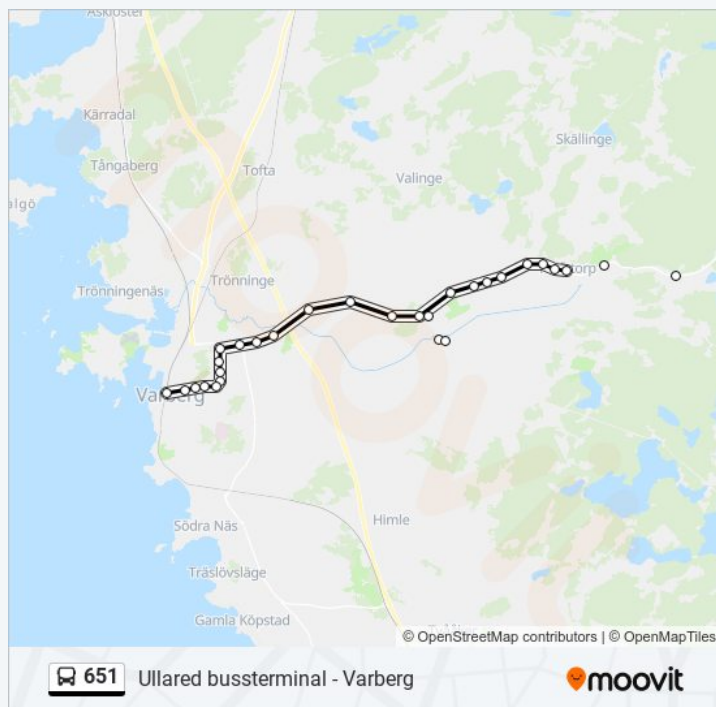 Askloster
Kärradal
Skällinge
Tångaberg
Tofta
Valinge
algö
torp
Trönninge
Trönningenäs
Varberg
Himle
Södra Näs
Träslövsläge
Gamla Köpstad
© OpenStreetMap contributors | © OpenMapTiles
651 Ullared bussterminal - Varberg moovit